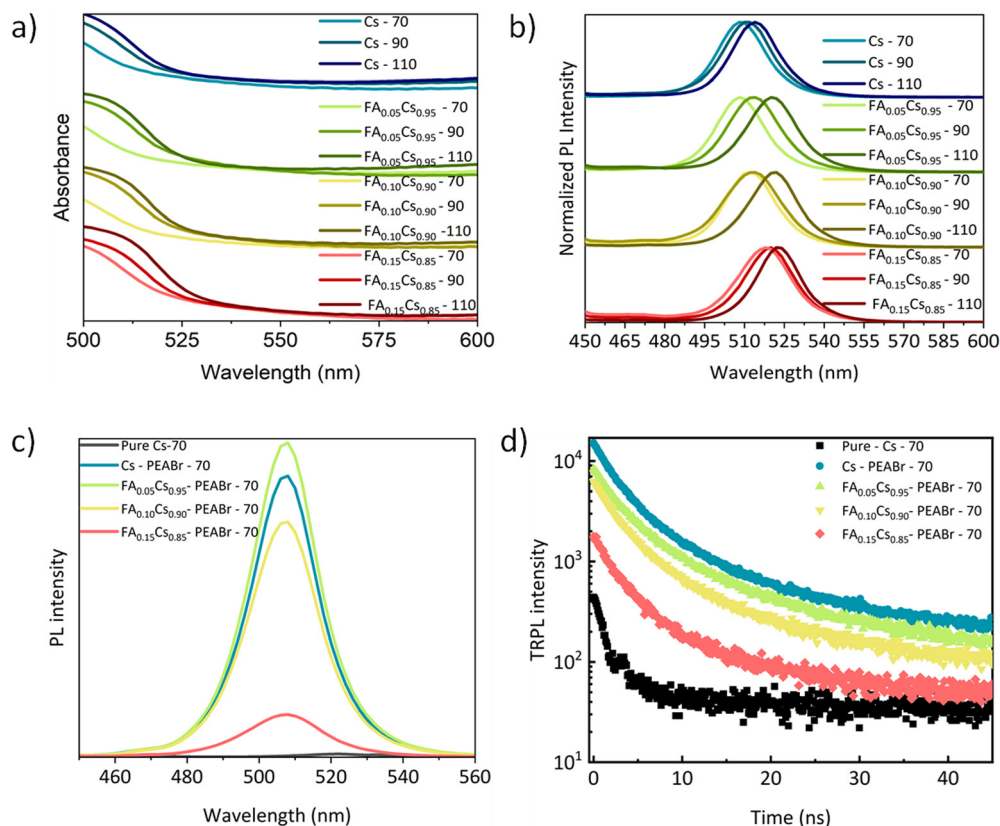 a)
Cs - 70
Cs - 90
Cs - 110
FA0.05Cs0.95 - 70
FA0.05Cs0.95 - 90
FA0.05Cs0.95 - 110
FA0.10Cs0.90 - 70
FA0.10Cs0.90 - 90
FA0.10Cs0.90 -110
FA0.15Cs0.85 - 70
FA0.15Cs0.85 - 90
FA0.15Cs0.85 - 110
Absorbance
500 525 550 575 600
Wavelength (nm)
b)
Cs - 70
Cs - 90
Cs - 110
FA0.05Cs0.95 - 70
FA0.05Cs0.95 - 90
FA0.05Cs0.95 - 110
FA0.10Cs0.90 - 70
FA0.10Cs0.90 - 90
FA0.10Cs0.90 -110
FA0.15Cs0.85 - 70
FA0.15Cs0.85 - 90
FA0.15Cs0.85 - 110
Normalized PL Intensity
450 465 480 495 510 525 540 555 570 585 600
Wavelength (nm)
c)
Pure Cs-70
Cs - PEABr - 70
FA0.05Cs0.95- PEABr - 70
FA0.10Cs0.90- PEABr - 70
FA0.15Cs0.85- PEABr - 70
PL intensity
460 480 500 520 540 560
Wavelength (nm)
d)
Pure - Cs - 70
Cs - PEABr - 70
FA0.05Cs0.95- PEABr - 70
FA0.10Cs0.90- PEABr - 70
FA0.15Cs0.85- PEABr - 70
TRPL intensity
10^4
10^3
10^2
10^1
0 10 20 30 40
Time (ns)